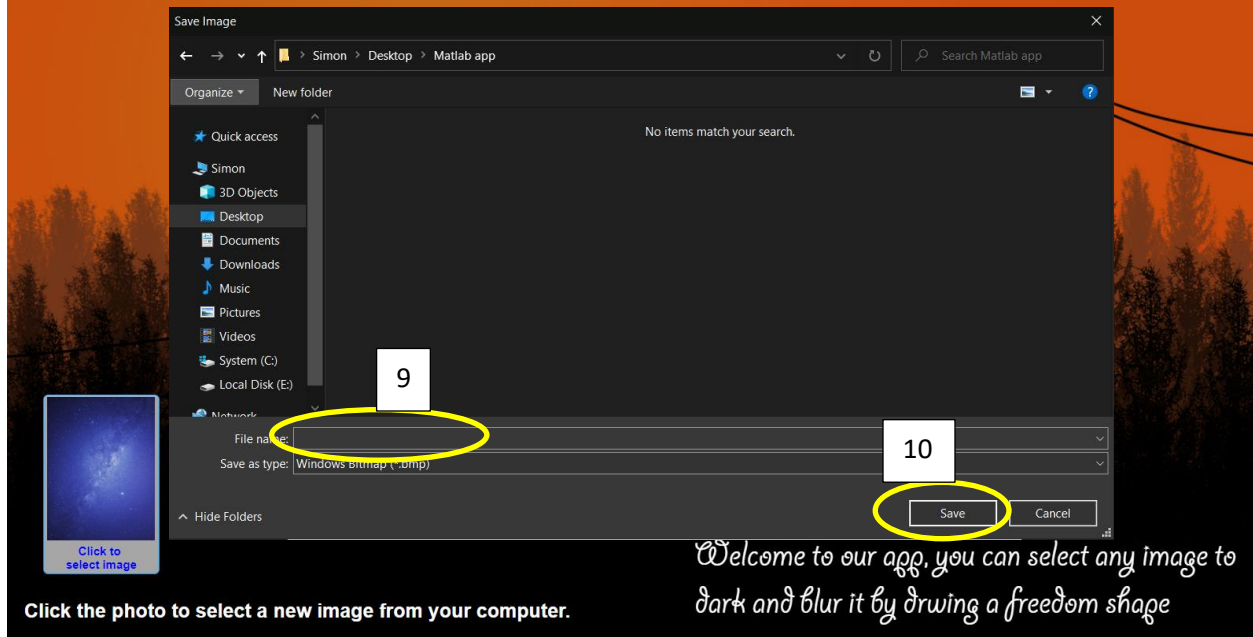 Save Image
Simon > Desktop > Matlab app
Search Matlab app
Organize
New folder
No items match your search.
Quick access
Simon
3D Objects
Desktop
Documents
Downloads
Music
Pictures
Videos
System (C:)
Local Disk (E:)
Network
9
File name:
10
Save as type: Windows Bitmap (*.bmp)
Hide Folders
Save
Cancel
Click to
select image
Welcome to our app, you can select any image to
dark and blur it by drwing a freedom shape
Click the photo to select a new image from your computer.